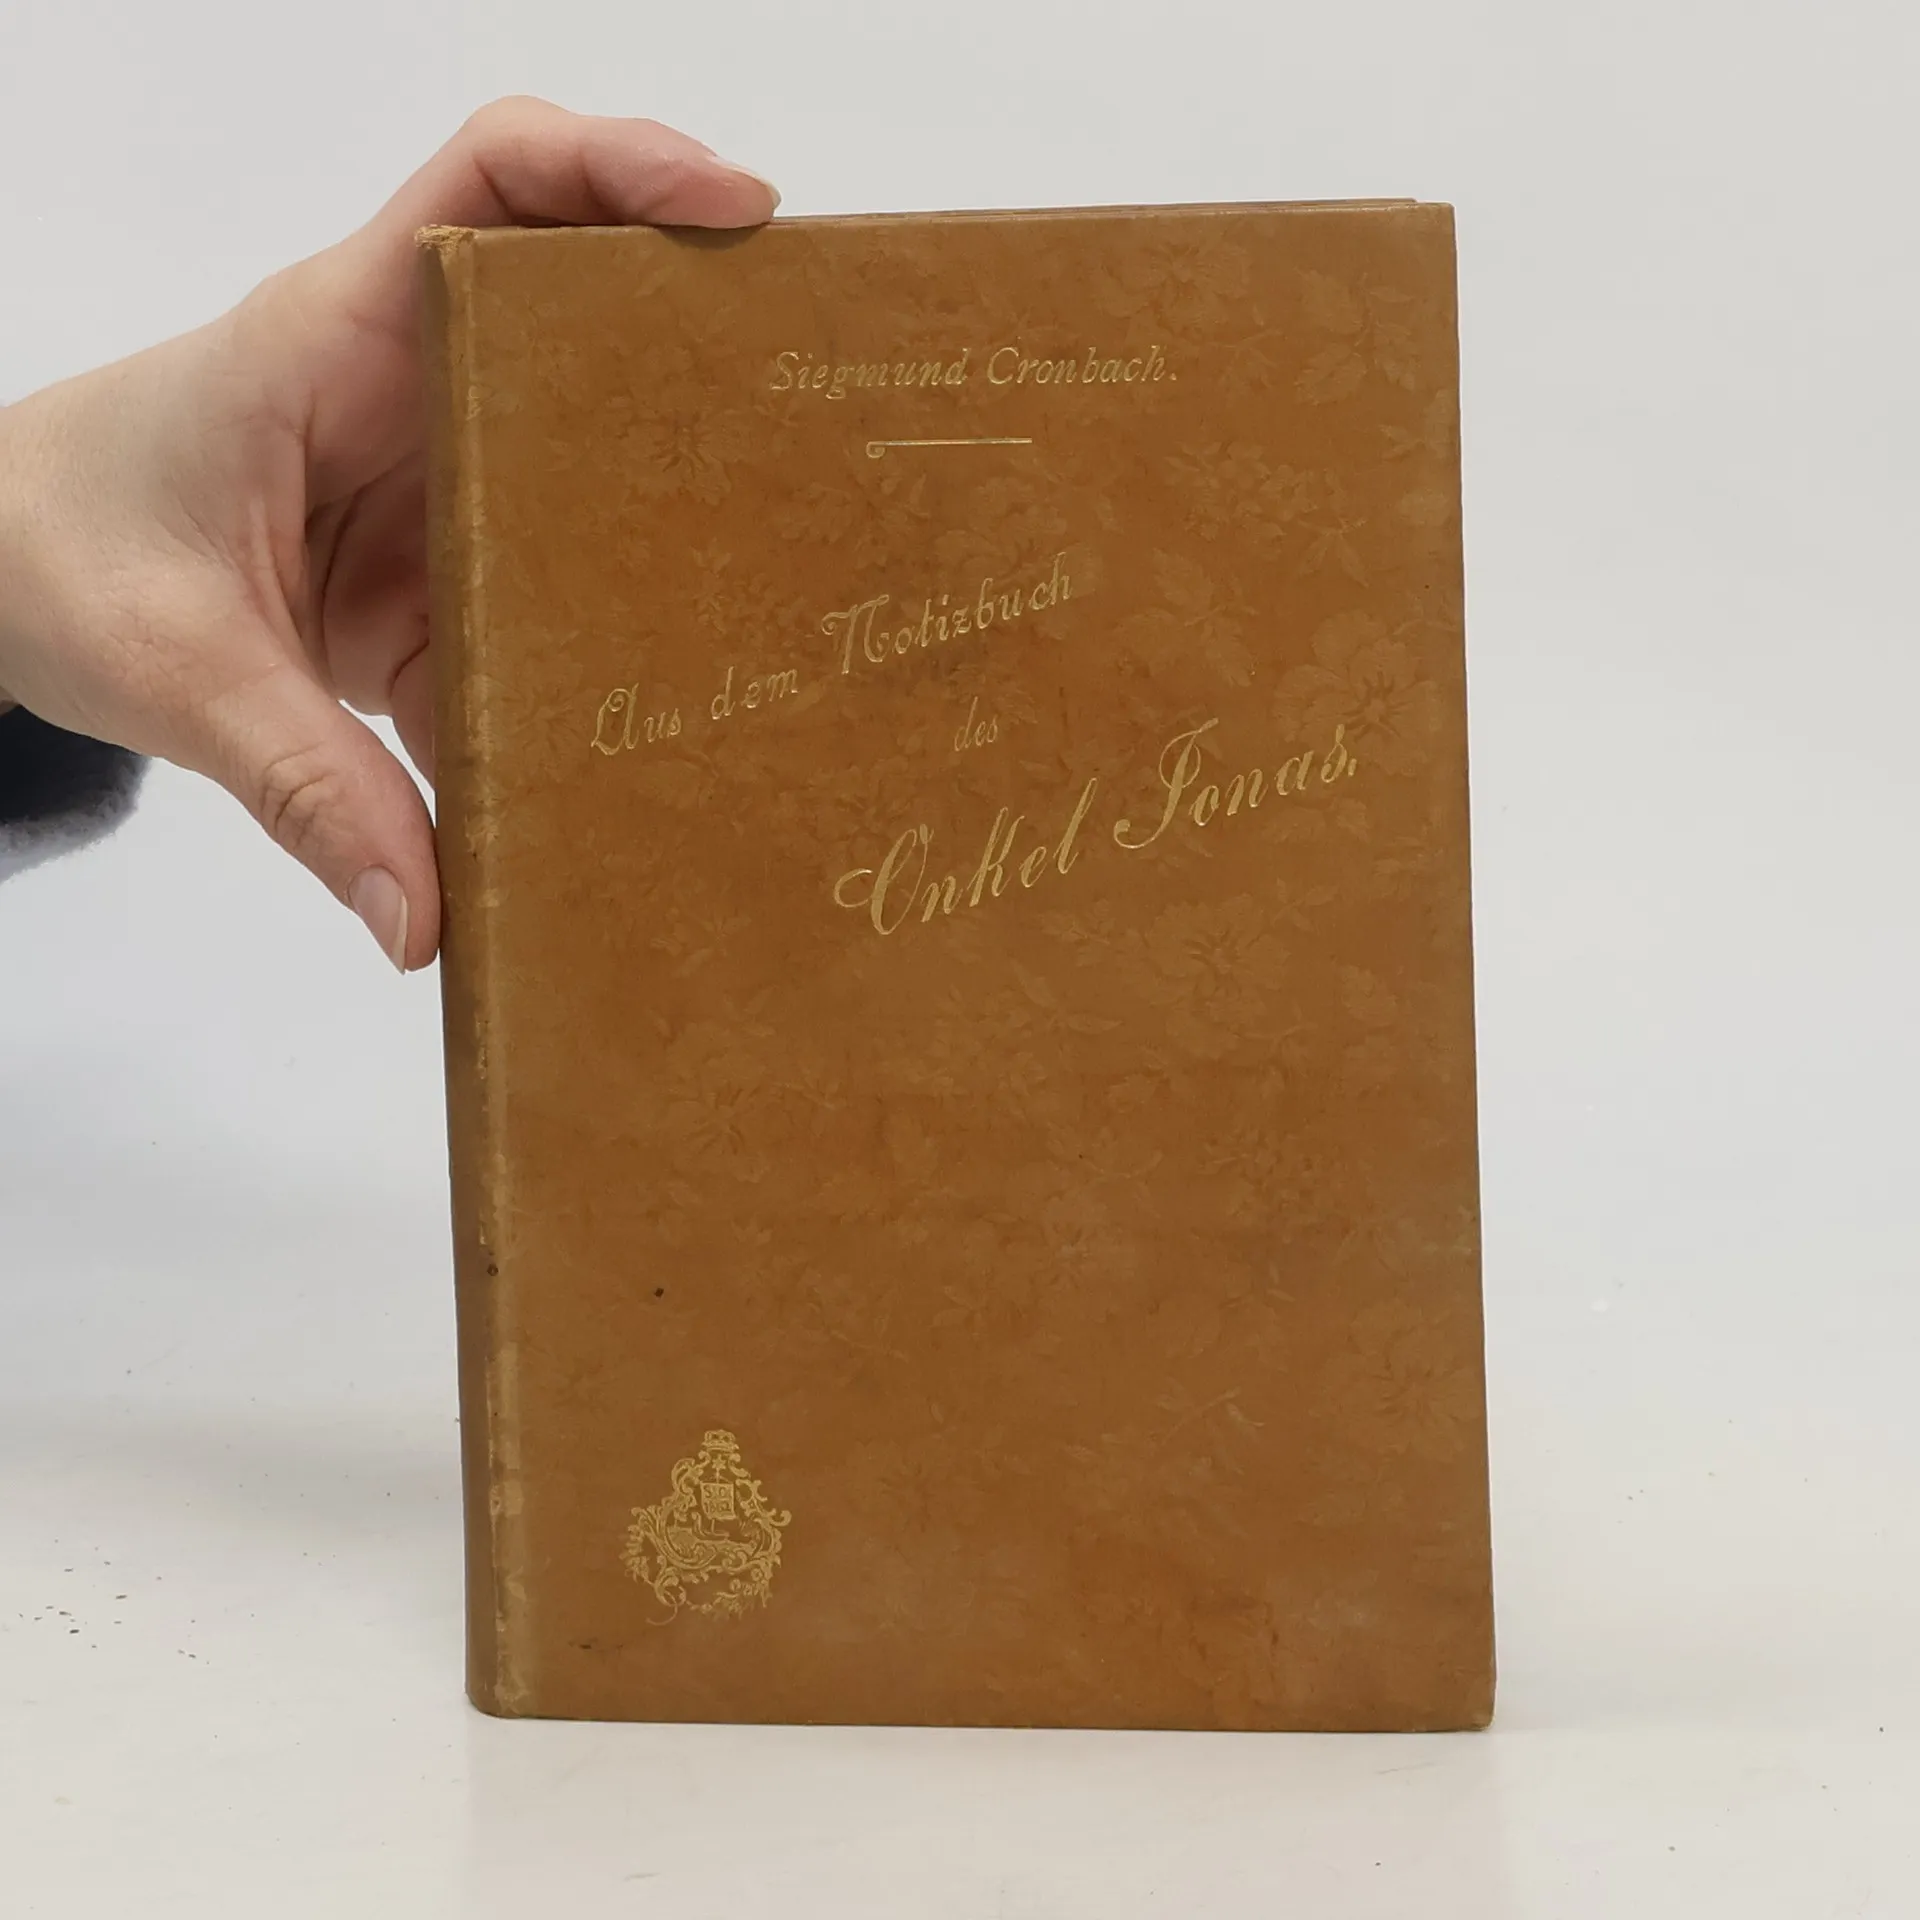 Siegmund Cronbach.
Aus dem Notizbuch
des
Onkel Jonas.